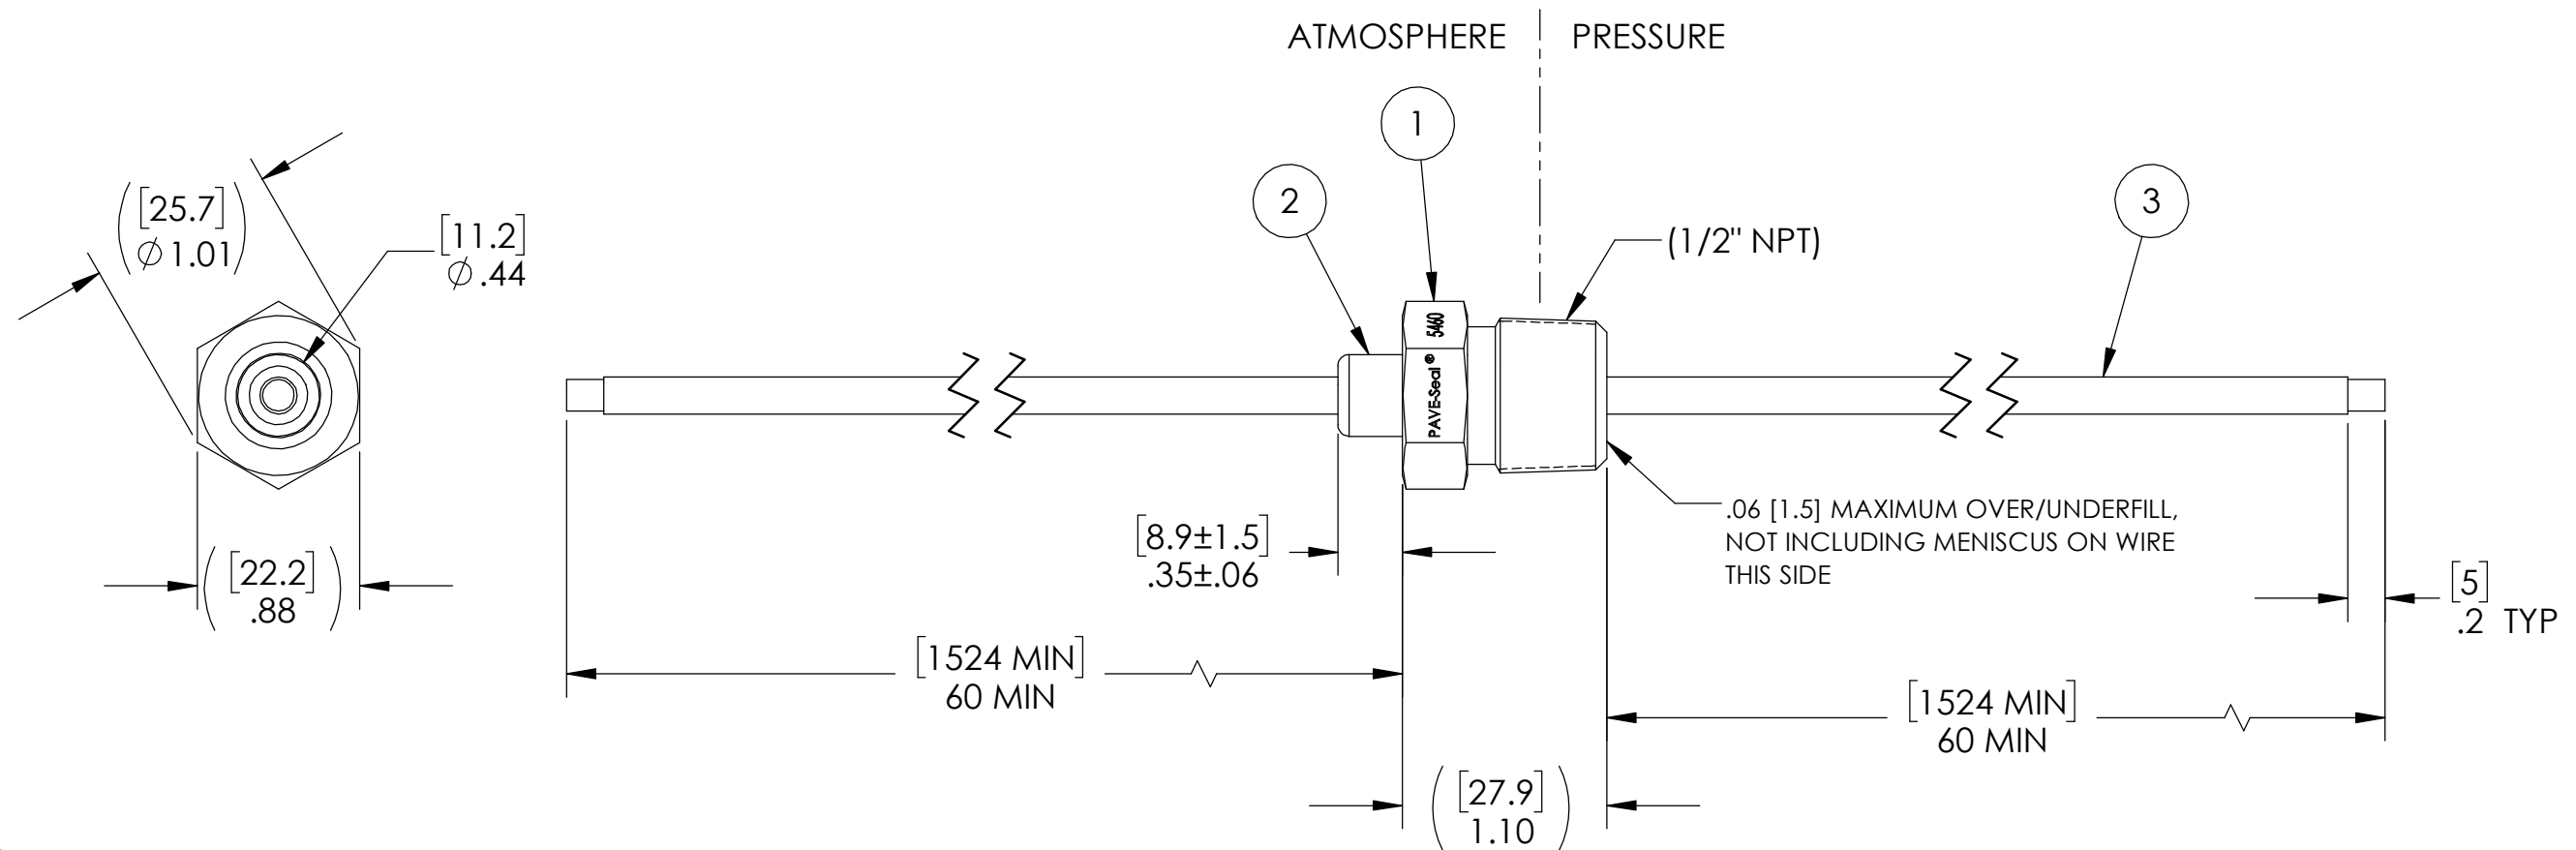 ATMOSPHERE
PRESSURE
1
2
3
([25.7]
⌀ 1.01)
[11.2]
⌀ .44
(1/2" NPT)
5460
PAVE-Seal®
.06 [1.5] MAXIMUM OVER/UNDERFILL,
NOT INCLUDING MENISCUS ON WIRE
THIS SIDE
[8.9±1.5]
.35±.06
([22.2]
.88)
[5]
.2 TYP
[1524 MIN]
60 MIN
[1524 MIN]
60 MIN
([27.9]
1.10)